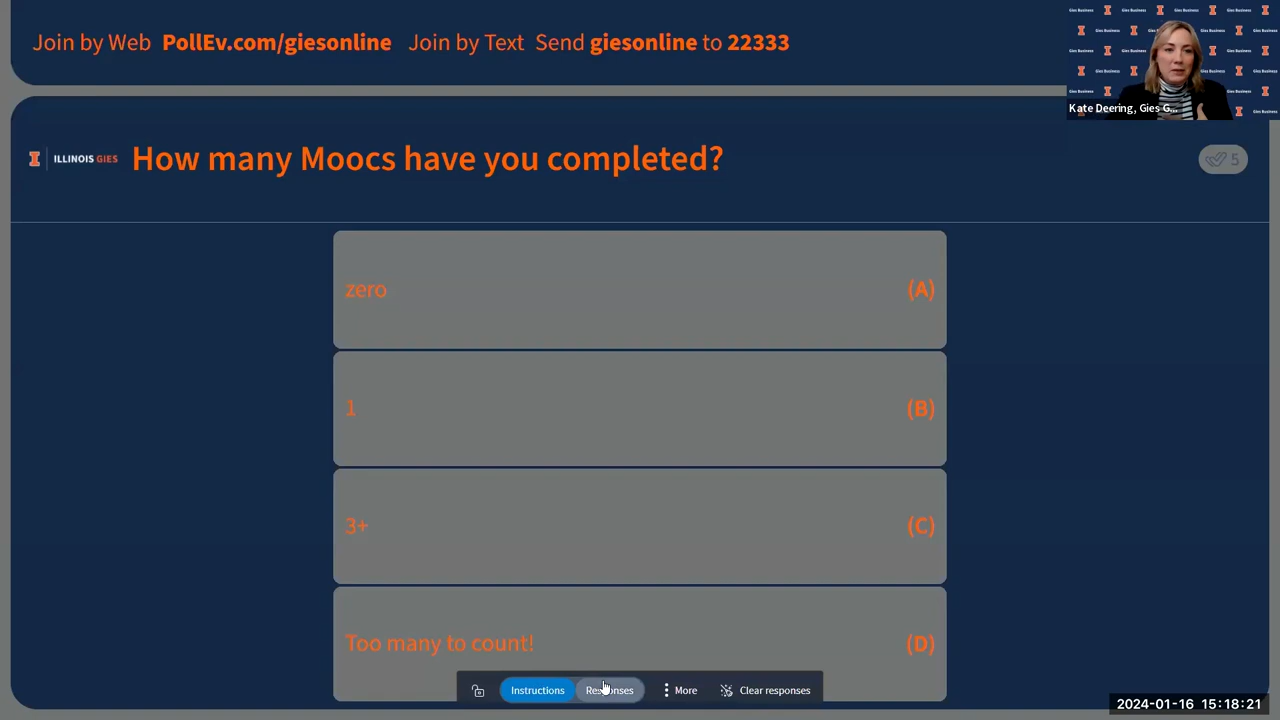 Join by Web PollEv.com/giesonline Join by Text Send giesonline to 22333
Kate Deering, Gies G...
ILLINOIS GIES
How many Moocs have you completed?
5
zero (A)
1 (B)
3+ (C)
Too many to count! (D)
Instructions Responses More Clear responses
2024-01-16 15:18:21